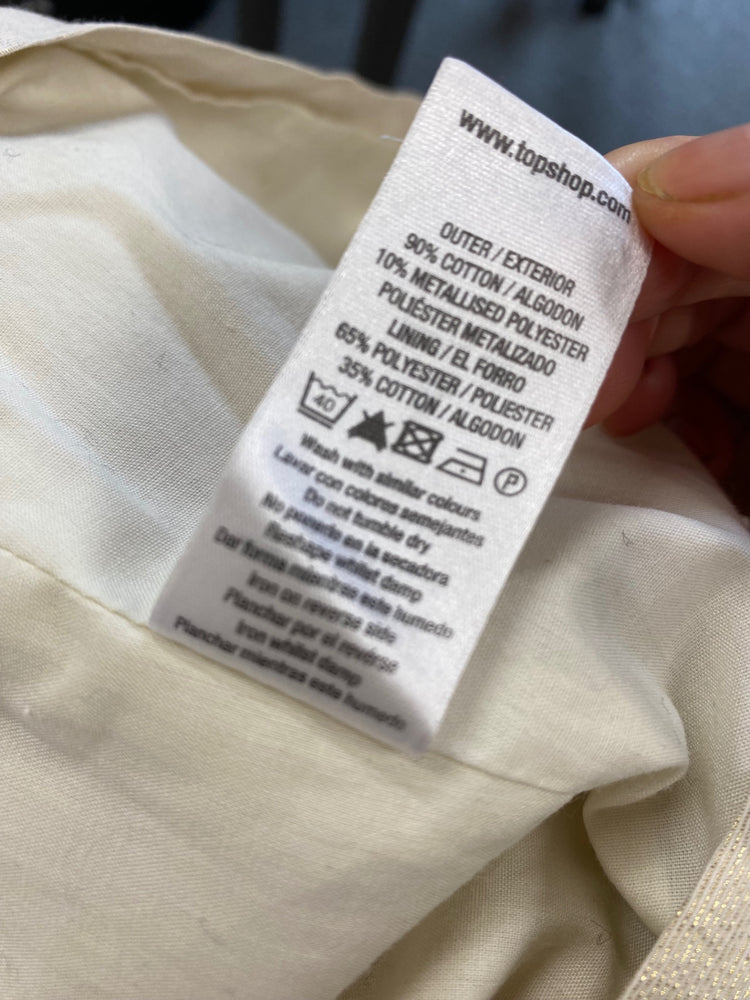 www.topshop.com
OUTER / EXTERIOR
90% COTTON / ALGODON
10% METALLISED POLYESTER
POLIÉSTER METALIZADO
LINING / EL FORRO
65% POLYESTER / POLIESTER
35% COTTON / ALGODON
40 P
Wash with similar colours
Lavar con colores semejantes
Do not tumble dry
No ponerlo en la secadora
Reshape whilst damp
Dar forma mientras este humedo
Iron on reverse side
Planchar por el reverse
Iron whilst damp
Planchar mientras este humedo